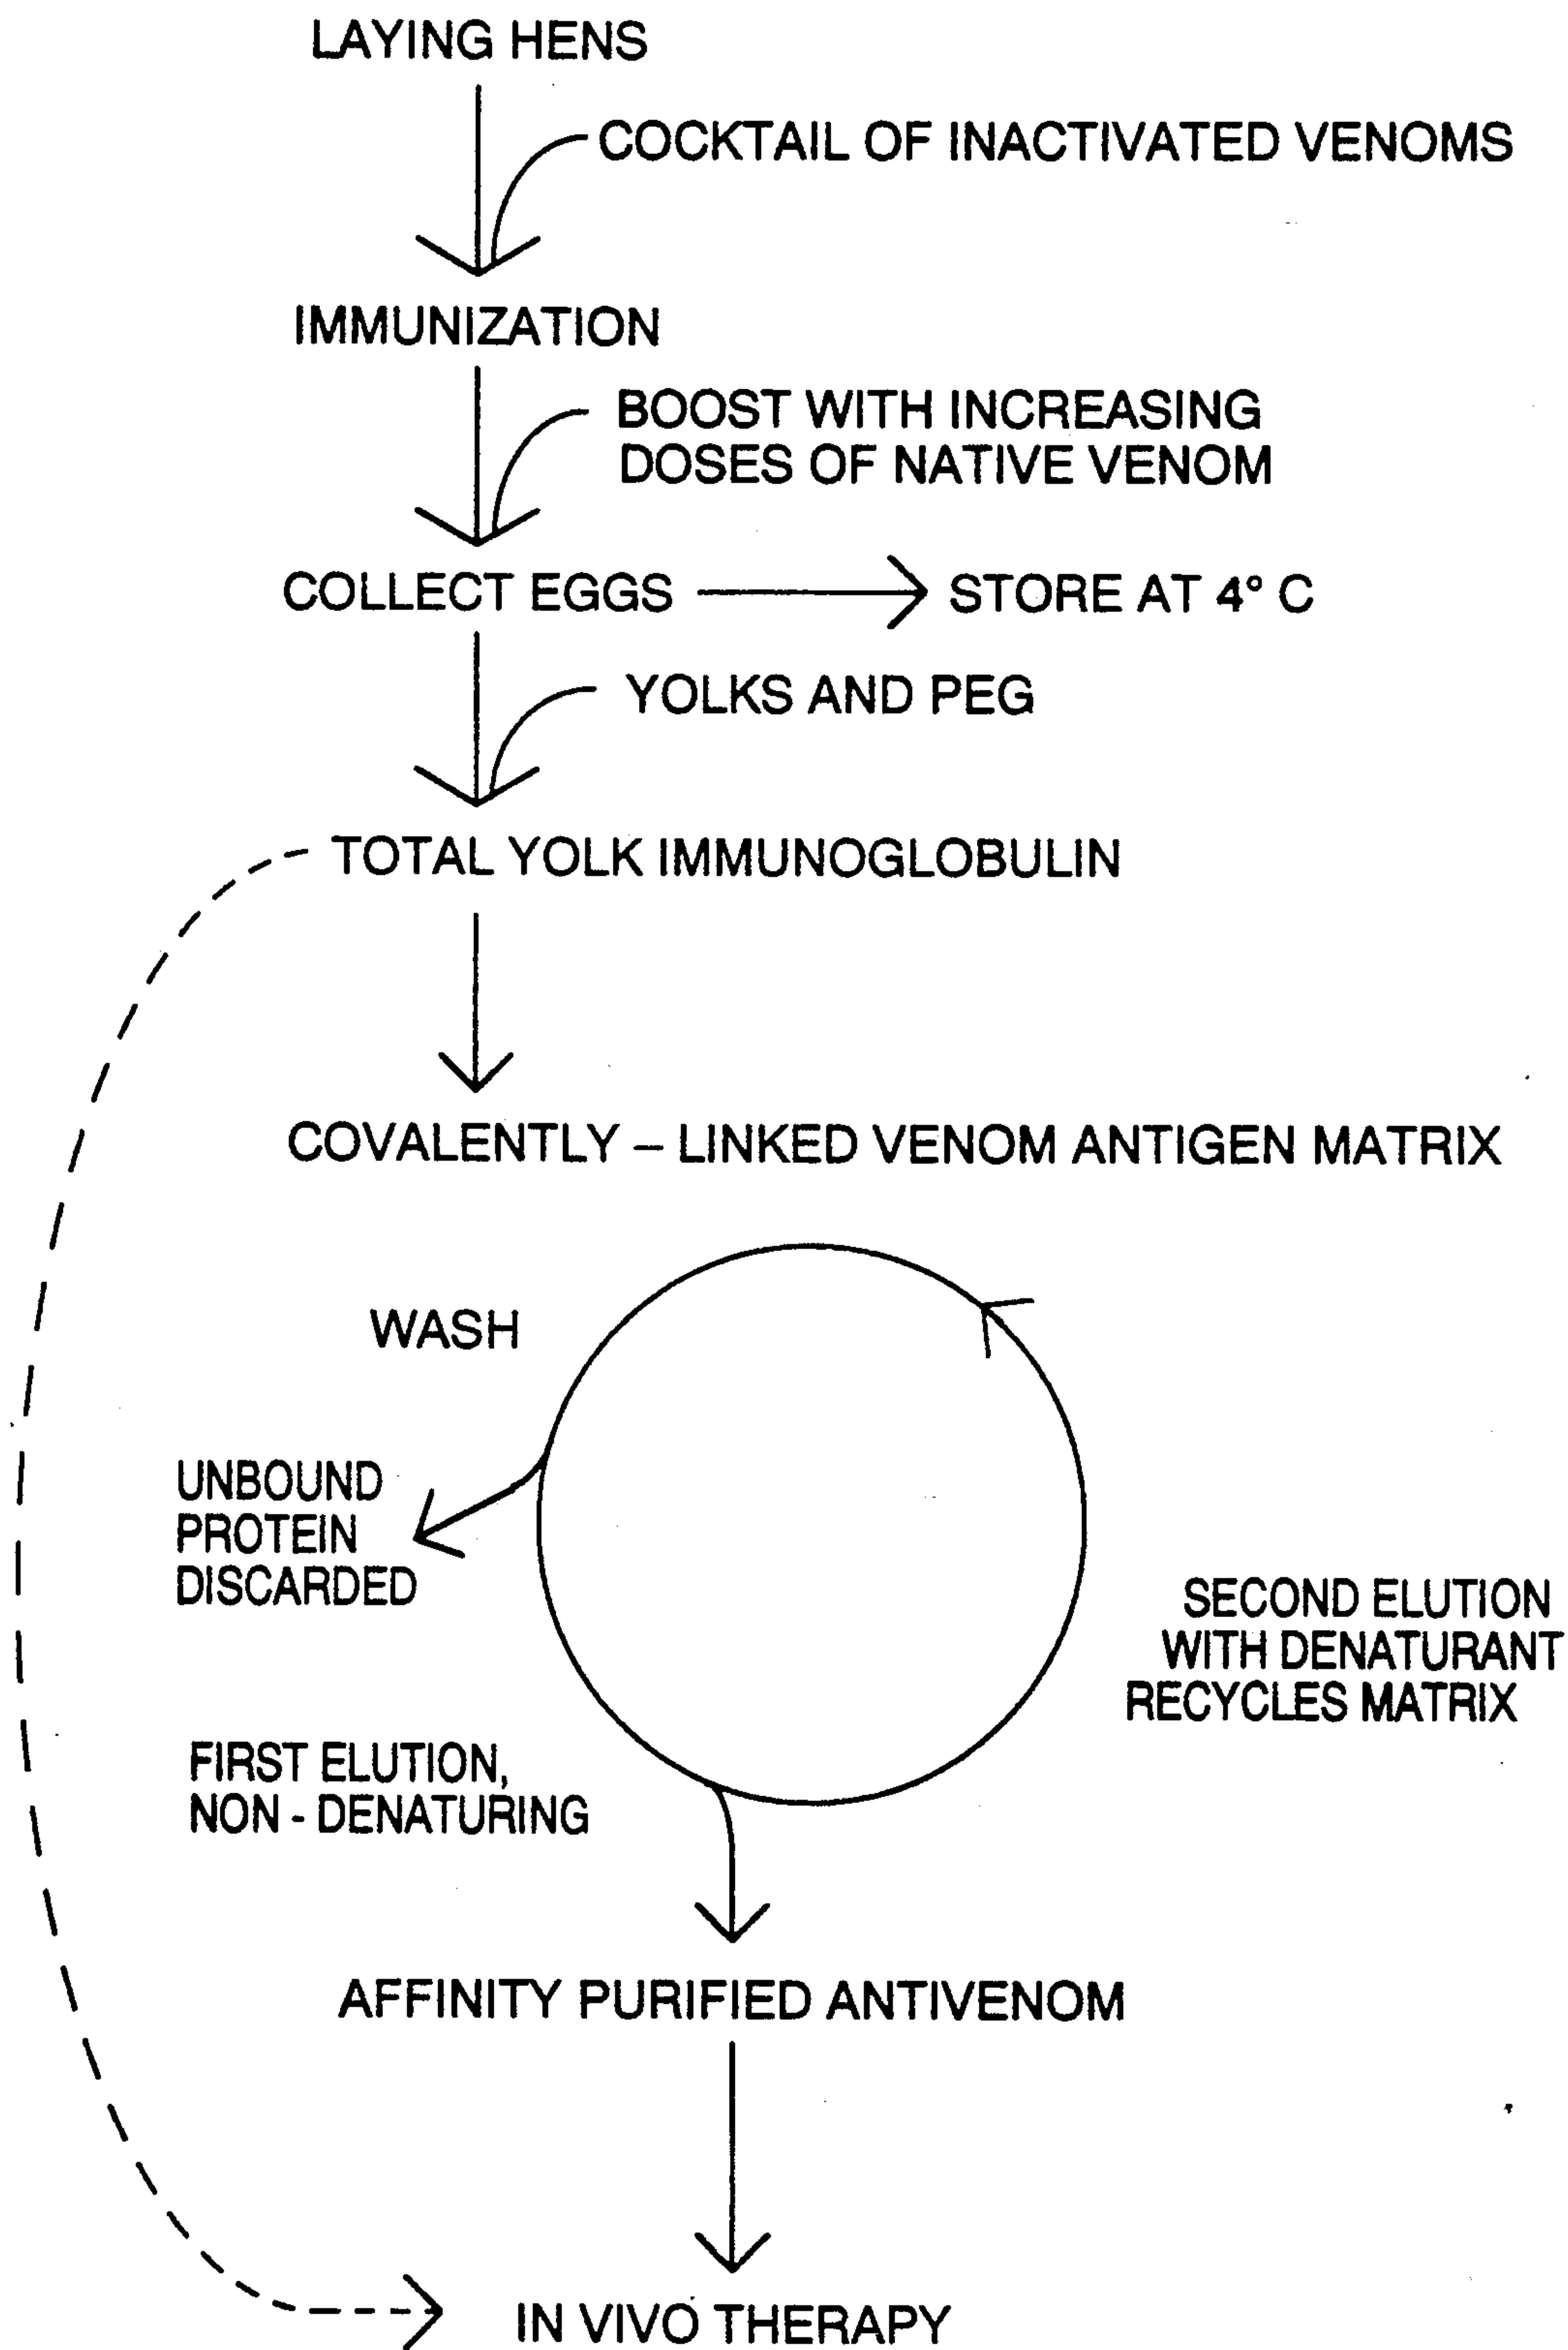 LAYING HENS
COCKTAIL OF INACTIVATED VENOMS
IMMUNIZATION
BOOST WITH INCREASING
DOSES OF NATIVE VENOM
COLLECT EGGS
STORE AT 4° C
YOLKS AND PEG
TOTAL YOLK IMMUNOGLOBULIN
COVALENTLY – LINKED VENOM ANTIGEN MATRIX
WASH
UNBOUND
PROTEIN
DISCARDED
SECOND ELUTION
WITH DENATURANT
RECYCLES MATRIX
FIRST ELUTION,
NON - DENATURING
AFFINITY PURIFIED ANTIVENOM
IN VIVO THERAPY